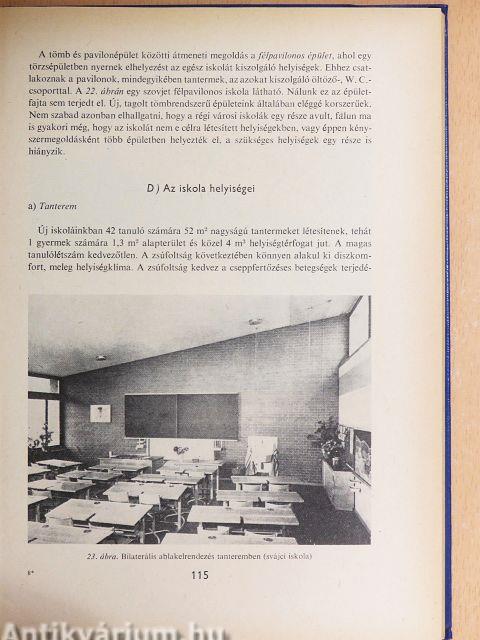 A tömb és pavilonépület közötti átmeneti megoldás a félpavilonos épület, ahol egy
törzsépületben nyernek elhelyezést az egész iskolát kiszolgáló helyiségek. Ehhez csat-
lakoznak a pavilonok, mindegyikében tantermek, az azokat kiszolgáló öltöző-, W. C.-
csoporttal. A 22. ábrán egy szovjet félpavilonos iskola látható. Nálunk ez az épület-
fajta nem terjedt el. Új, tagolt tömbrendszerű épületeink általában eléggé korszerűek.
Nem szabad azonban elhallgatni, hogy a régi városi iskolák egy része avult, falun ma
is gyakori még, hogy az iskolát nem e célra létesített helyiségekben, vagy éppen kény-
szermegoldásként több épületben helyezték el, a szükséges helyiségek egy része is
hiányzik.
D) Az iskola helyiségei
a) Tanterem
Új iskoláinkban 42 tanuló számára 52 m² nagyságú tantermeket létesítenek, tehát
1 gyermek számára 1,3 m² alapterület és közel 4 m³ helyiségtérfogat jut. A magas
tanulólétszám kedvezőtlen. A zsúfoltság következtében könnyen alakul ki diszkom-
fort, meleg helyiségklíma. A zsúfoltság kedvez a cseppfertőzéses betegségek terjedé-
23. ábra. Bilaterális ablakelrendezés tanteremben (svájci iskola)
8*
115
Antikvárium.hu